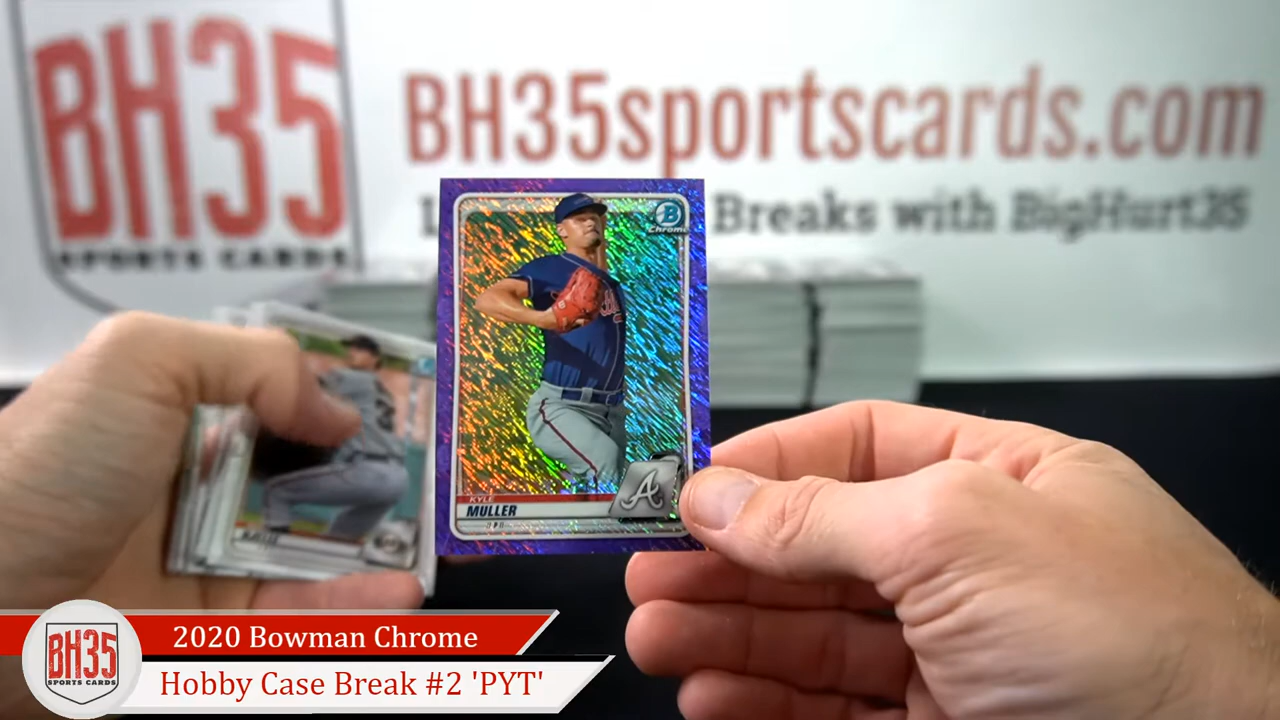 BH35
SPORTS CARDS
BH35sportscards.com
Breaks with BigHurt35
B
Chrome
A
KYLE
MULLER
BH35
SPORTS CARDS
2020 Bowman Chrome
Hobby Case Break #2 'PYT'